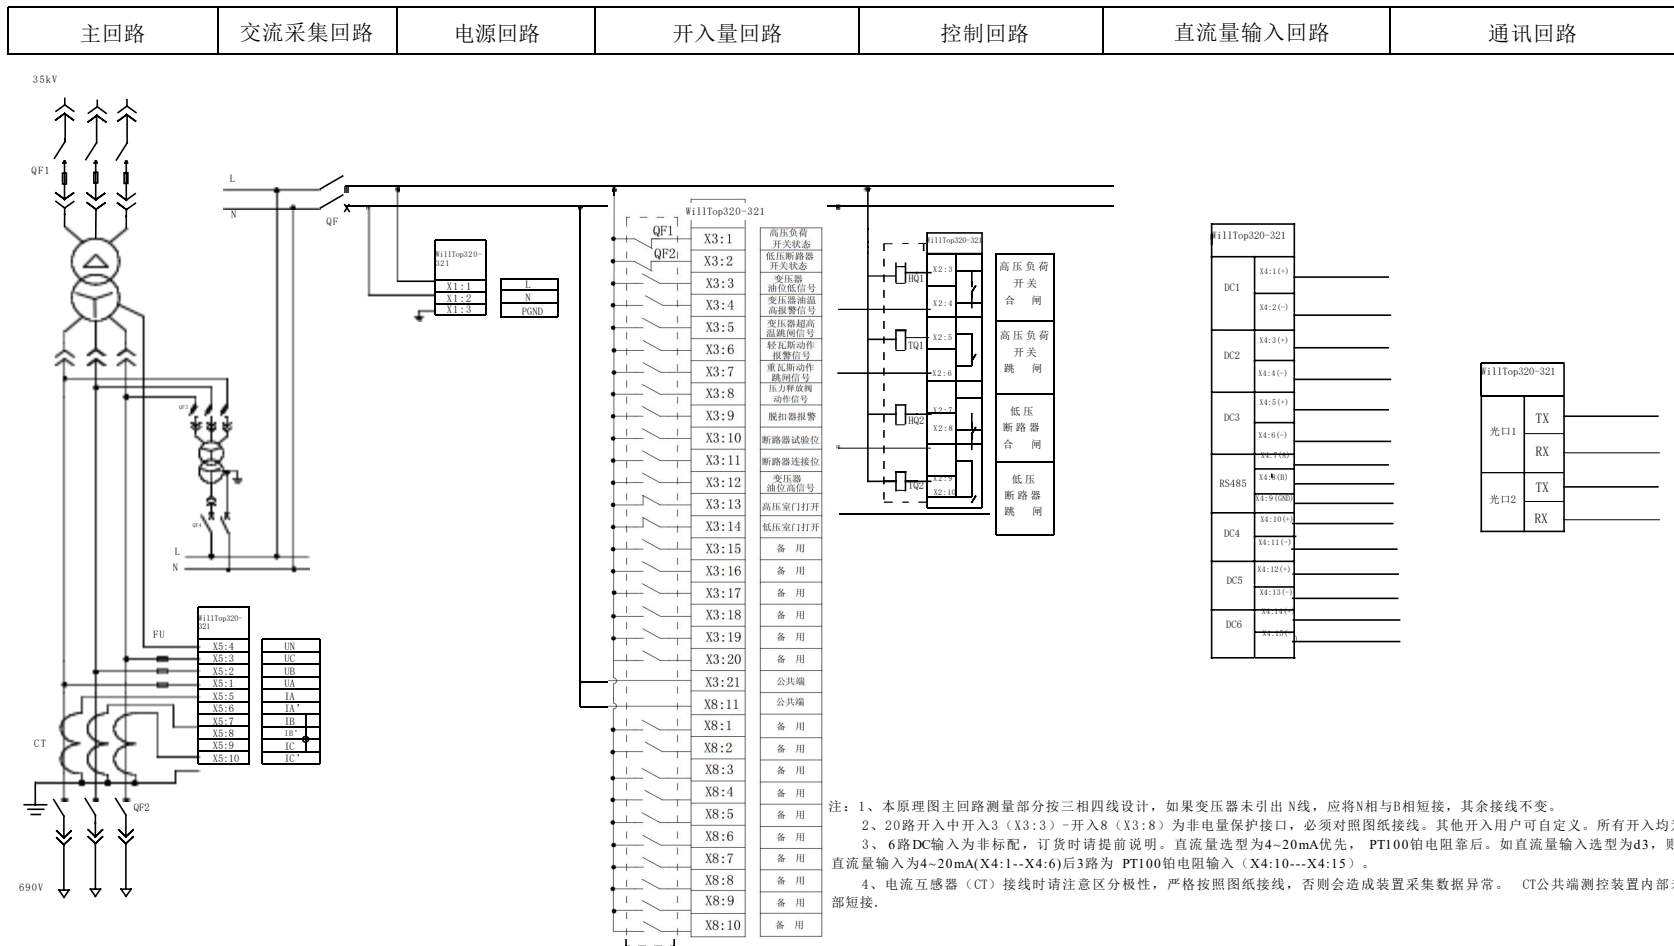 主回路
交流采集回路
电源回路
开入量回路
控制回路
直流量输入回路
通讯回路
35kV
QF1
L
N
QF
QF3
QF4
L
N
FU
CT
QF2
690V
WillTop320-
321
X5:4 UN
X5:3 UC
X5:2 UB
X5:1 UA
X5:5 IA
X5:6 IA'
X5:7 IB
X5:8 IB'
X5:9 IC
X5:10 IC'
WillTop320-
321
X1:1 L
X1:2 N
X1:3 PGND
WillTop320-321
QF1
QF2
X3:1 高压负荷
开关状态
X3:2 低压断路器
开关状态
X3:3 变压器
油位低信号
X3:4 变压器油温
高报警信号
X3:5 变压器超高
温跳闸信号
X3:6 轻瓦斯动作
报警信号
X3:7 重瓦斯动作
跳闸信号
X3:8 压力释放阀
动作信号
X3:9 脱扣器报警
X3:10 断路器试验位
X3:11 断路器连接位
X3:12 变压器
油位高信号
X3:13 高压室门打开
X3:14 低压室门打开
X3:15 备 用
X3:16 备 用
X3:17 备 用
X3:18 备 用
X3:19 备 用
X3:20 备 用
X3:21 公共端
X8:11 公共端
X8:1 备 用
X8:2 备 用
X8:3 备 用
X8:4 备 用
X8:5 备 用
X8:6 备 用
X8:7 备 用
X8:8 备 用
X8:9 备 用
X8:10 备 用
WillTop320-321
HQ1
X2:3
X2:4
TQ1
X2:5
X2:6
HQ2
X2:7
X2:8
TQ2
X2:9
X2:10
高压负荷
开关
合 闸
高压负荷
开关
跳 闸
低压
断路器
合 闸
低压
断路器
跳 闸
WillTop320-321
DC1
X4:1(+)
X4:2(-)
DC2
X4:3(+)
X4:4(-)
DC3
X4:5(+)
X4:6(-)
RS485
X4:7(A)
X4:8(B)
X4:9(GND)
DC4
X4:10(+)
X4:11(-)
DC5
X4:12(+)
X4:13(-)
DC6
X4:14(+)
X4:15(
WillTop320-321
光口1
TX
RX
光口2
TX
RX
注：1、本原理图主回路测量部分按三相四线设计，如果变压器未引出 N线，应将N相与B相短接，其余接线不变。
2、20路开入中开入3（X3:3）-开入8（X3:8）为非电量保护接口，必须对照图纸接线。其他开入用户可自定义。所有开入均
3、6路DC输入为非标配，订货时请提前说明。直流量选型为4~20mA优先， PT100铂电阻靠后。如直流量输入选型为d3，则
直流量输入为4~20mA(X4:1--X4:6)后3路为 PT100铂电阻输入（X4:10---X4:15）。
4、电流互感器（CT）接线时请注意区分极性，严格按照图纸接线，否则会造成装置采集数据异常。 CT公共端测控装置内部
部短接.